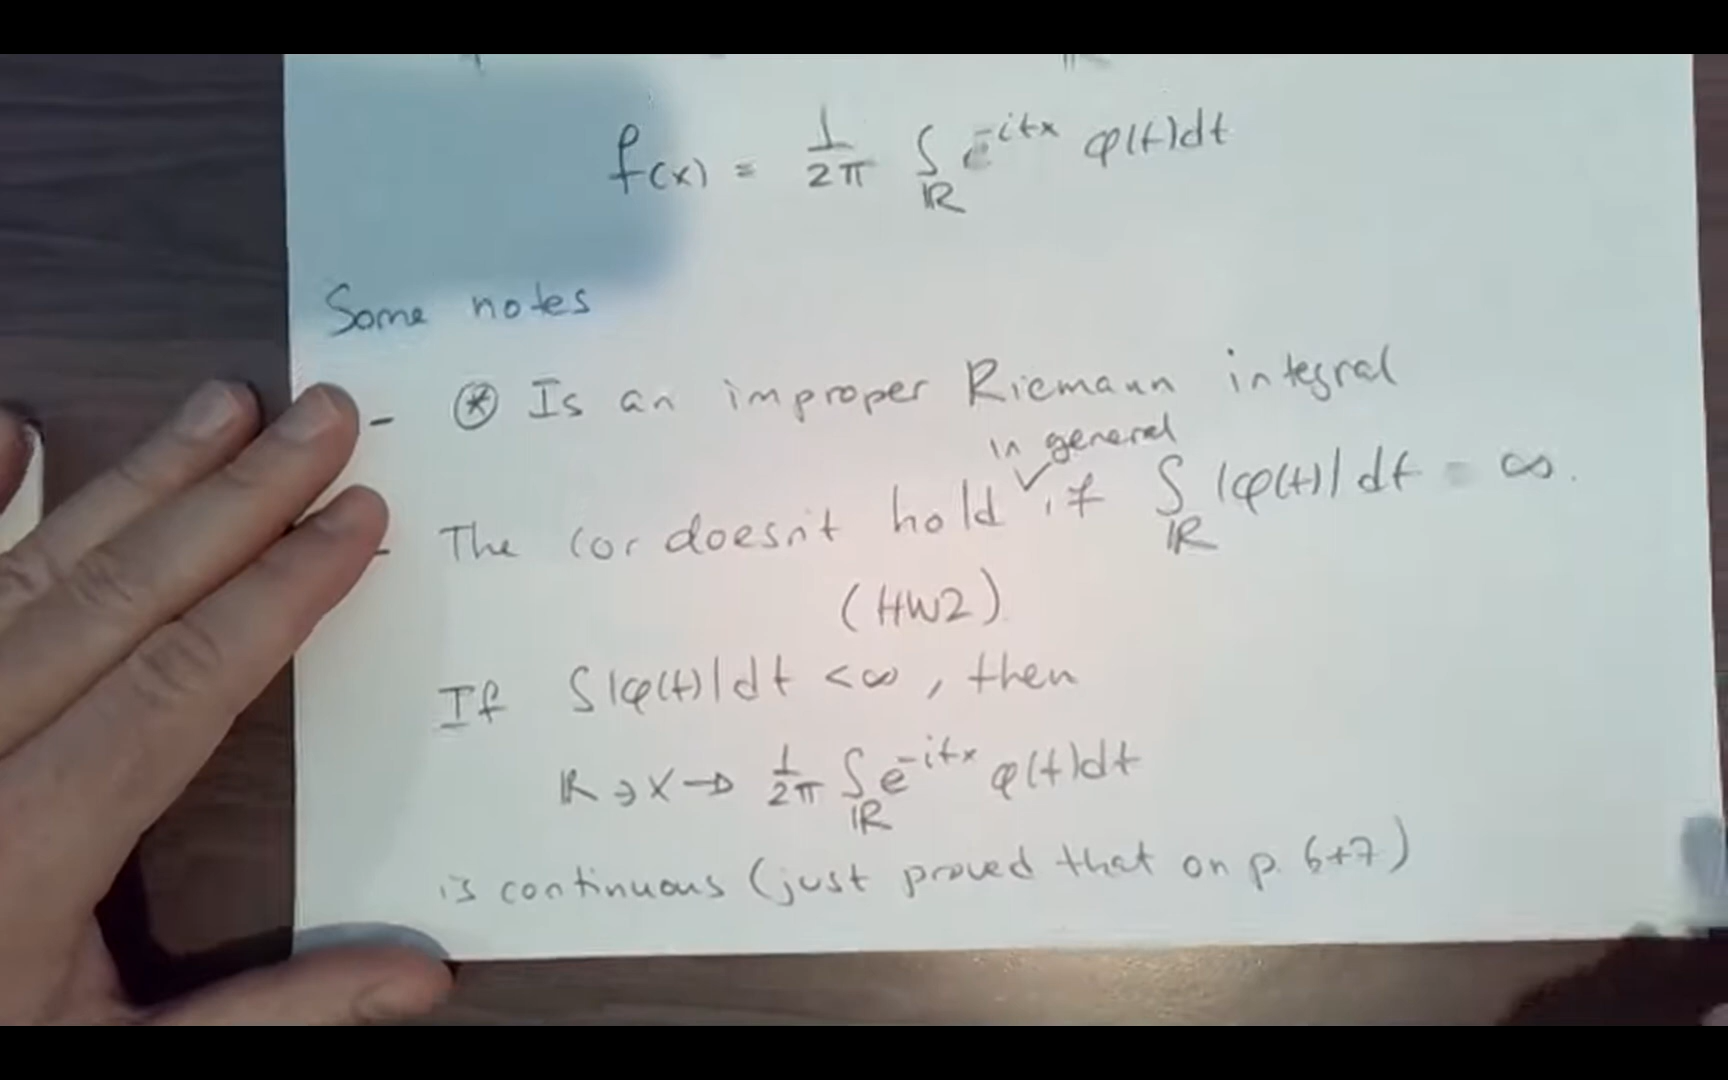 f(x) = 1/2π ∫_ℝ e^{-itx} φ(t)dt
Some notes
- ⊛ Is an improper Riemann integral
in general
- The cor doesn't hold ✓ if ∫_ℝ |φ(t)| dt = ∞.
(HW2)
If ∫|φ(t)|dt < ∞, then
ℝ ∋ x → 1/2π ∫_ℝ e^{-itx} φ(t)dt
is continuous (just proved that on p. 6+7)